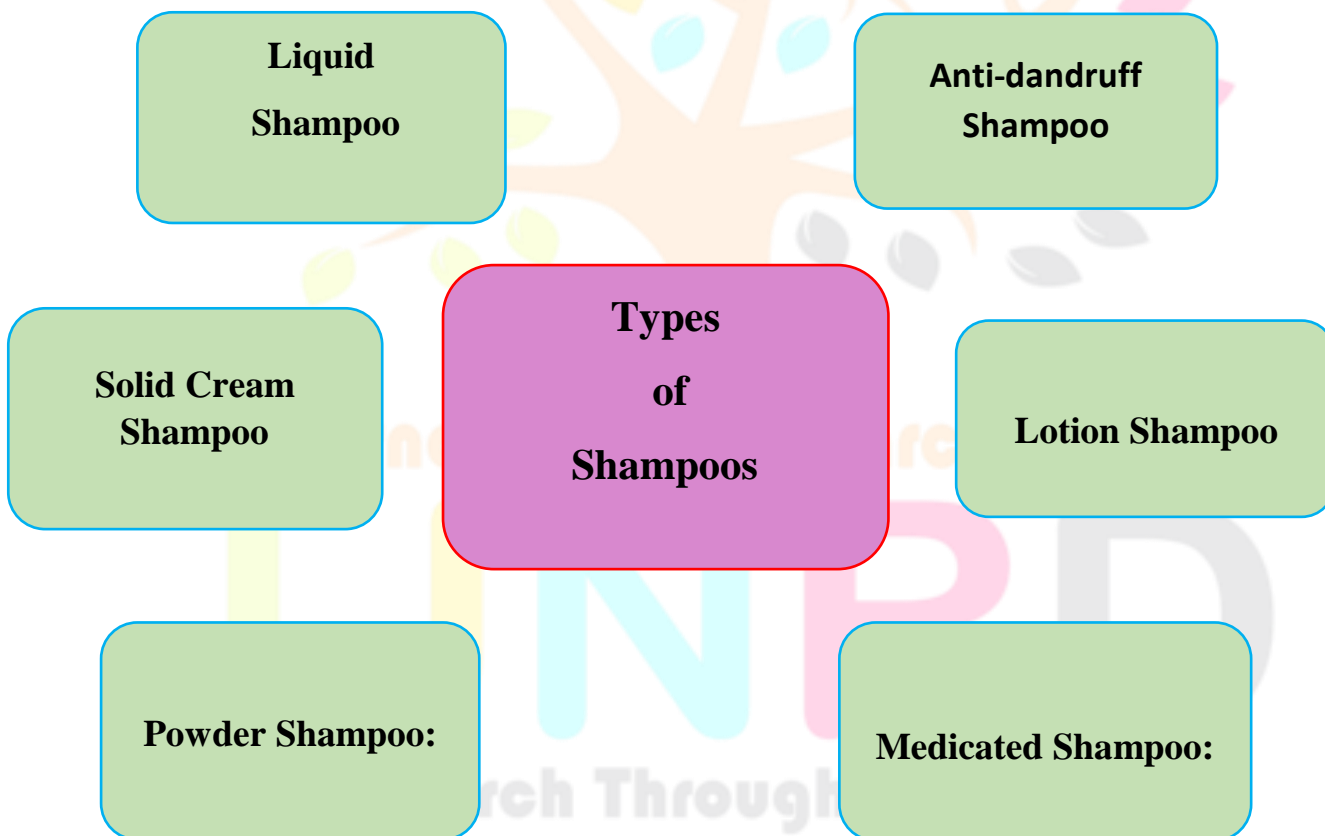 Liquid
Shampoo
Anti-dandruff
Shampoo
Types
of
Shampoos
Solid Cream
Shampoo
Lotion Shampoo
Powder Shampoo:
Medicated Shampoo:
rch Through